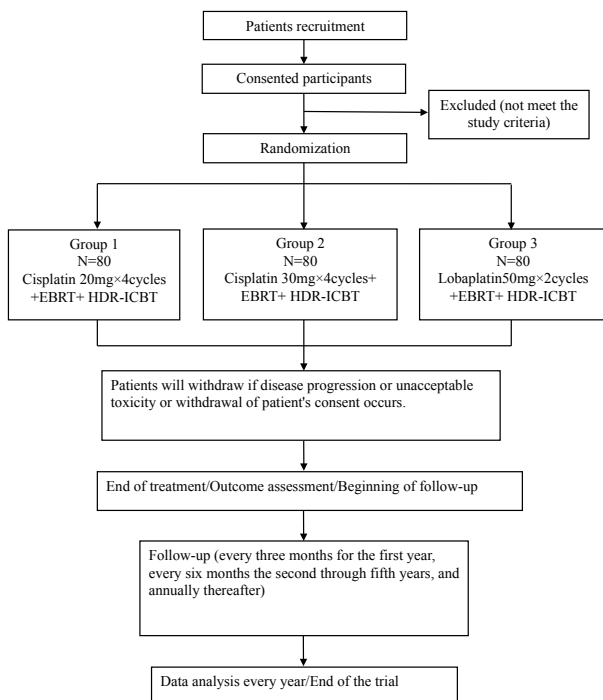 Patients recruitment
Consented participants
Excluded (not meet the
study criteria)
Randomization
Group 1
N=80
Cisplatin 20mg×4cycles
+EBRT+ HDR-ICBT
Group 2
N=80
Cisplatin 30mg×4cycles+
EBRT+ HDR-ICBT
Group 3
N=80
Lobaplatin50mg×2cycles
+EBRT+ HDR-ICBT
Patients will withdraw if disease progression or unacceptable
toxicity or withdrawal of patient's consent occurs.
End of treatment/Outcome assessment/Beginning of follow-up
Follow-up (every three months for the first year,
every six months the second through fifth years, and
annually thereafter)
Data analysis every year/End of the trial